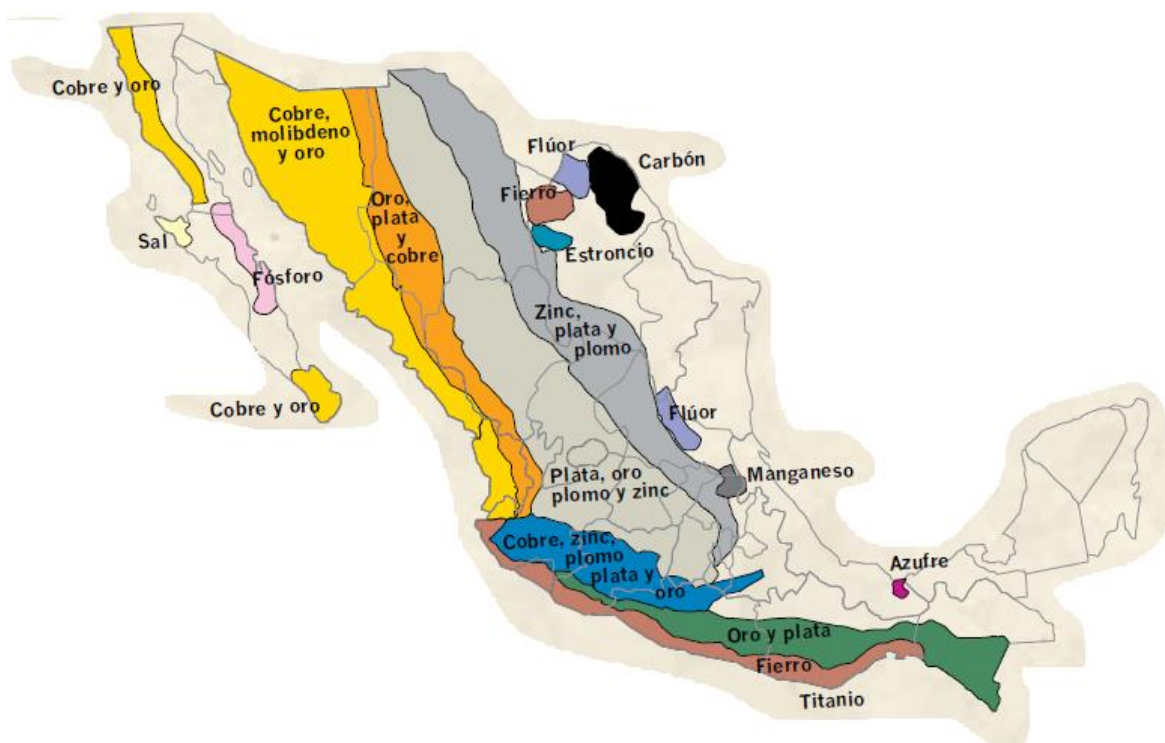 Cobre y oro
Cobre,
molibdeno
y oro
Flúor
Carbón
Fierro
Oro,
plata
y
cobre
Sal
Estroncio
Fósforo
Zinc,
plata y
plomo
Cobre y oro
Flúor
Plata, oro
plomo y zinc
Manganeso
Cobre, zinc,
plomo
plata y
oro
Azufre
Oro y plata
Fierro
Titanio